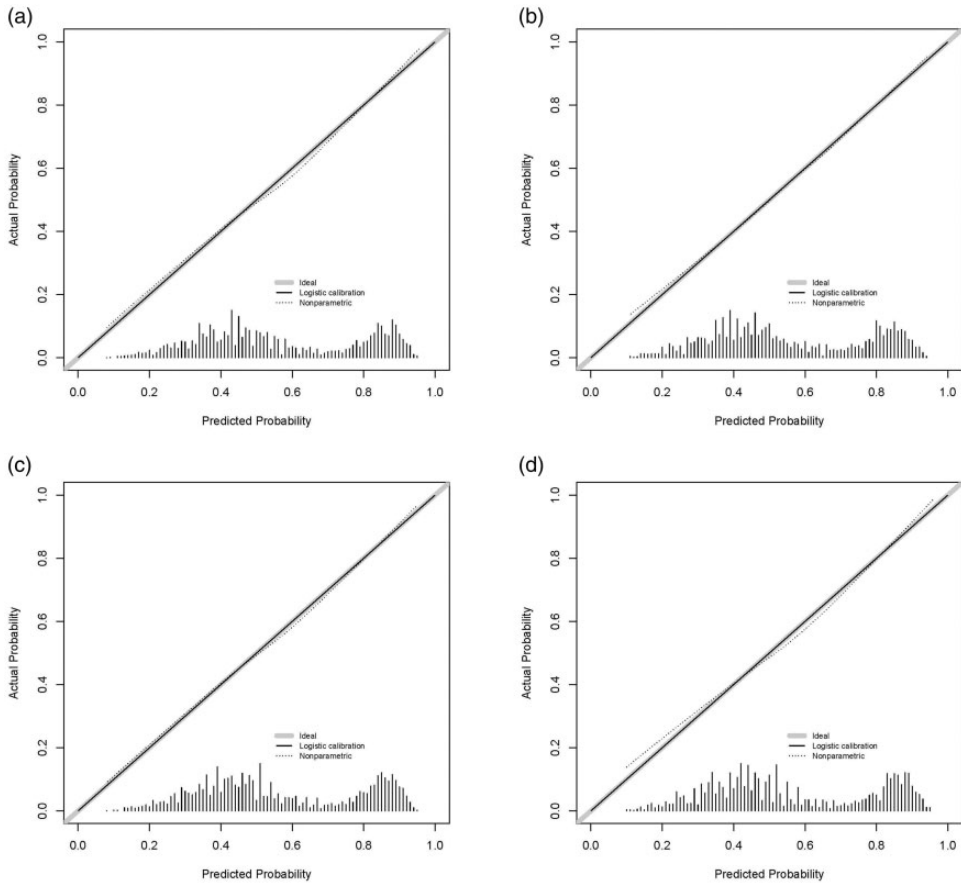 (a)
1.0
0.8
0.6
0.4
0.2
0.0
Actual Probability
Ideal
Logistic calibration
Nonparametric
0.0 0.2 0.4 0.6 0.8 1.0
Predicted Probability
(b)
1.0
0.8
0.6
0.4
0.2
0.0
Actual Probability
Ideal
Logistic calibration
Nonparametric
0.0 0.2 0.4 0.6 0.8 1.0
Predicted Probability
(c)
1.0
0.8
0.6
0.4
0.2
0.0
Actual Probability
Ideal
Logistic calibration
Nonparametric
0.0 0.2 0.4 0.6 0.8 1.0
Predicted Probability
(d)
1.0
0.8
0.6
0.4
0.2
0.0
Actual Probability
Ideal
Logistic calibration
Nonparametric
0.0 0.2 0.4 0.6 0.8 1.0
Predicted Probability